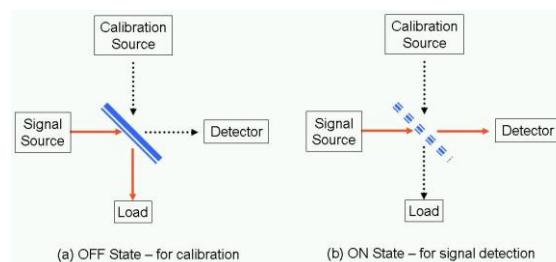 Calibration
Source
Calibration
Source
Signal
Source
Detector
Signal
Source
Detector
Load
Load
(a) OFF State – for calibration
(b) ON State – for signal detection